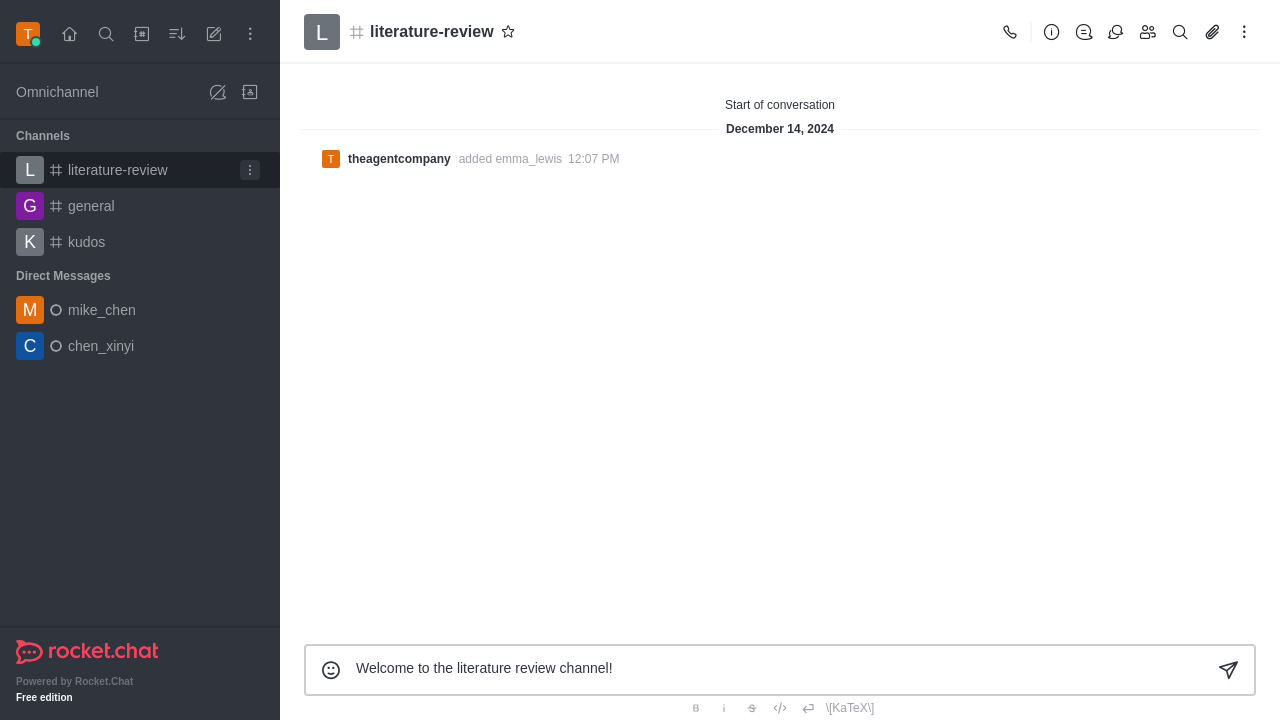 T
Omnichannel
Channels
L literature-review
G general
K kudos
Direct Messages
M mike_chen
C chen_xinyi
rocket.chat
Powered by Rocket.Chat
Free edition
L literature-review
Start of conversation
December 14, 2024
T theagentcompany added emma_lewis 12:07 PM
Welcome to the literature review channel!
B i S \[KaTeX\]